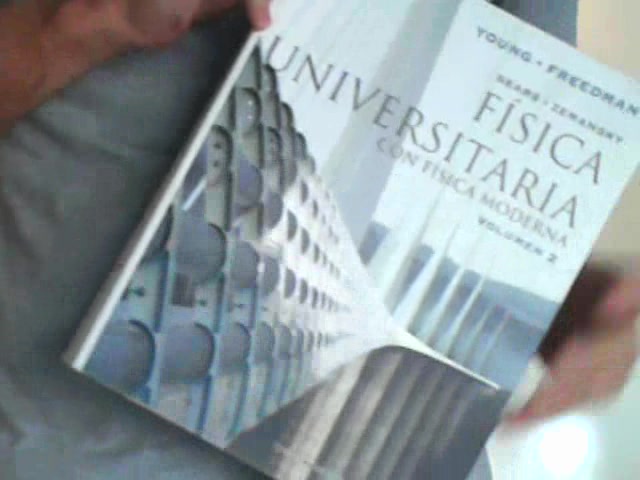 YOUNG • FREEDMAN
SEARS • ZEMANSKY
FÍSICA
UNIVERSITARIA
CON FÍSICA MODERNA
VOLUMEN 2